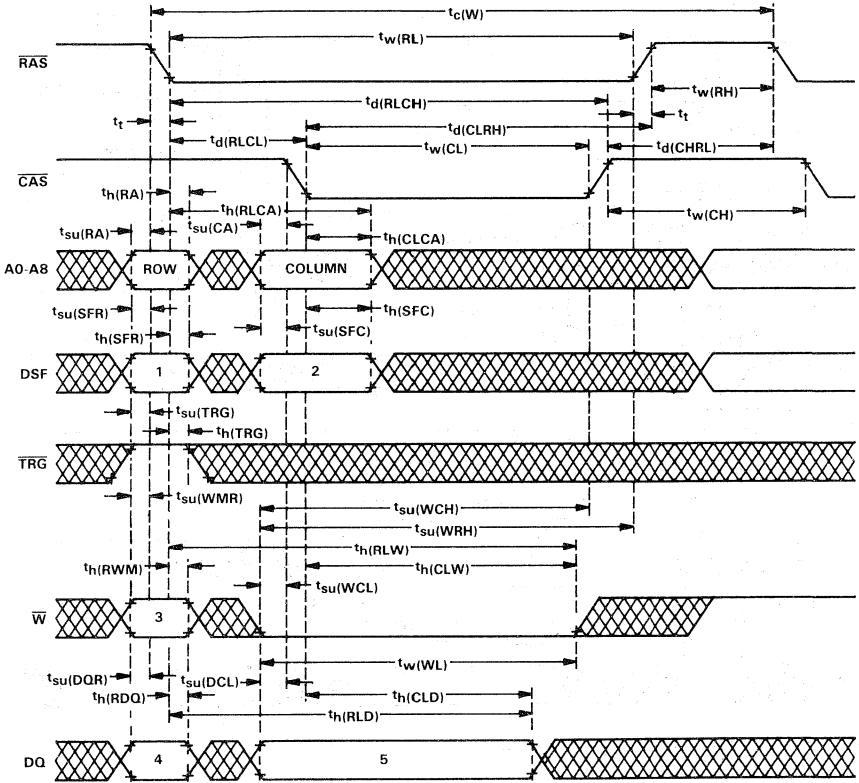 tc(W)
tw(RL)
RAS
tw(RH)
td(RLCH)
tt
tt
td(CLRH)
td(RLCL)
tw(CL)
td(CHRL)
CAS
th(RA)
th(RLCA)
tw(CH)
tsu(RA)
tsu(CA)
th(CLCA)
A0-A8
ROW
COLUMN
tsu(SFR)
th(SFC)
th(SFR)
tsu(SFC)
DSF
1
2
tsu(TRG)
th(TRG)
TRG
tsu(WMR)
tsu(WCH)
tsu(WRH)
th(RLW)
th(RWM)
th(CLW)
tsu(WCL)
W
3
tw(WL)
tsu(DQR)
tsu(DCL)
th(RDQ)
th(CLD)
th(RLD)
DQ
4
5